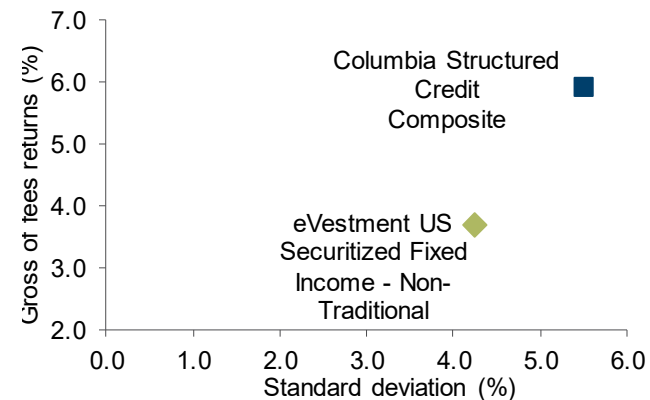 7.0
6.0
5.0
4.0
3.0
2.0
Gross of fees returns (%)
Columbia Structured
Credit
Composite
eVestment US
Securitized Fixed
Income - Non-
Traditional
0.0 1.0 2.0 3.0 4.0 5.0 6.0
Standard deviation (%)